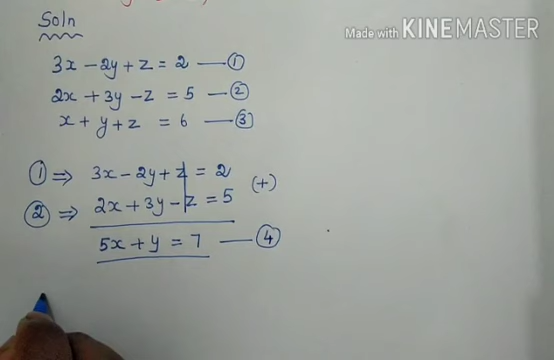 Made with KINEMASTER
Soln
3x - 2y + z = 2 — ①
2x + 3y - z = 5 — ②
x + y + z = 6 — ③
① ⇒ 3x - 2y + z = 2
(+)
② ⇒ 2x + 3y - z = 5
5x + y = 7 — ④